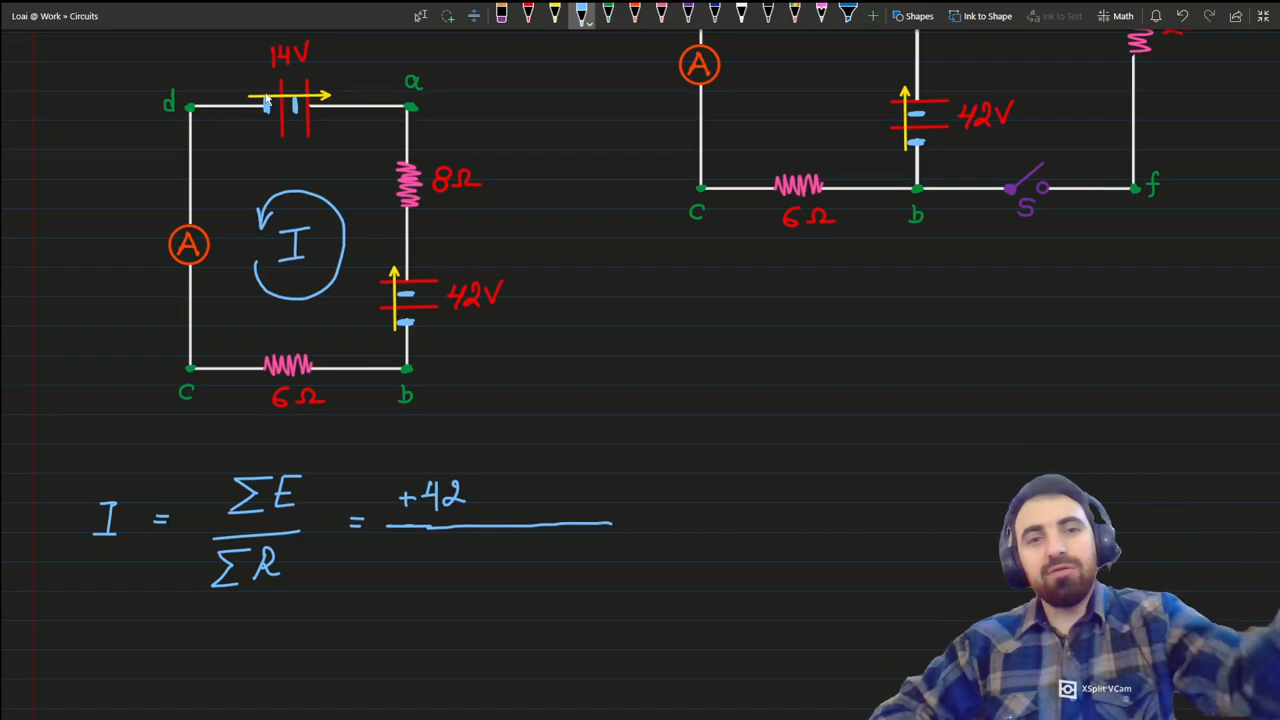 Loai @ Work » Circuits
Shapes
Ink to Shape
Ink to Text
Math
14V
d
a
8Ω
A
I
42V
c
6Ω
b
A
42V
c
6Ω
b
S
f
I = ΣE / ΣR = +42
XSplit VCam